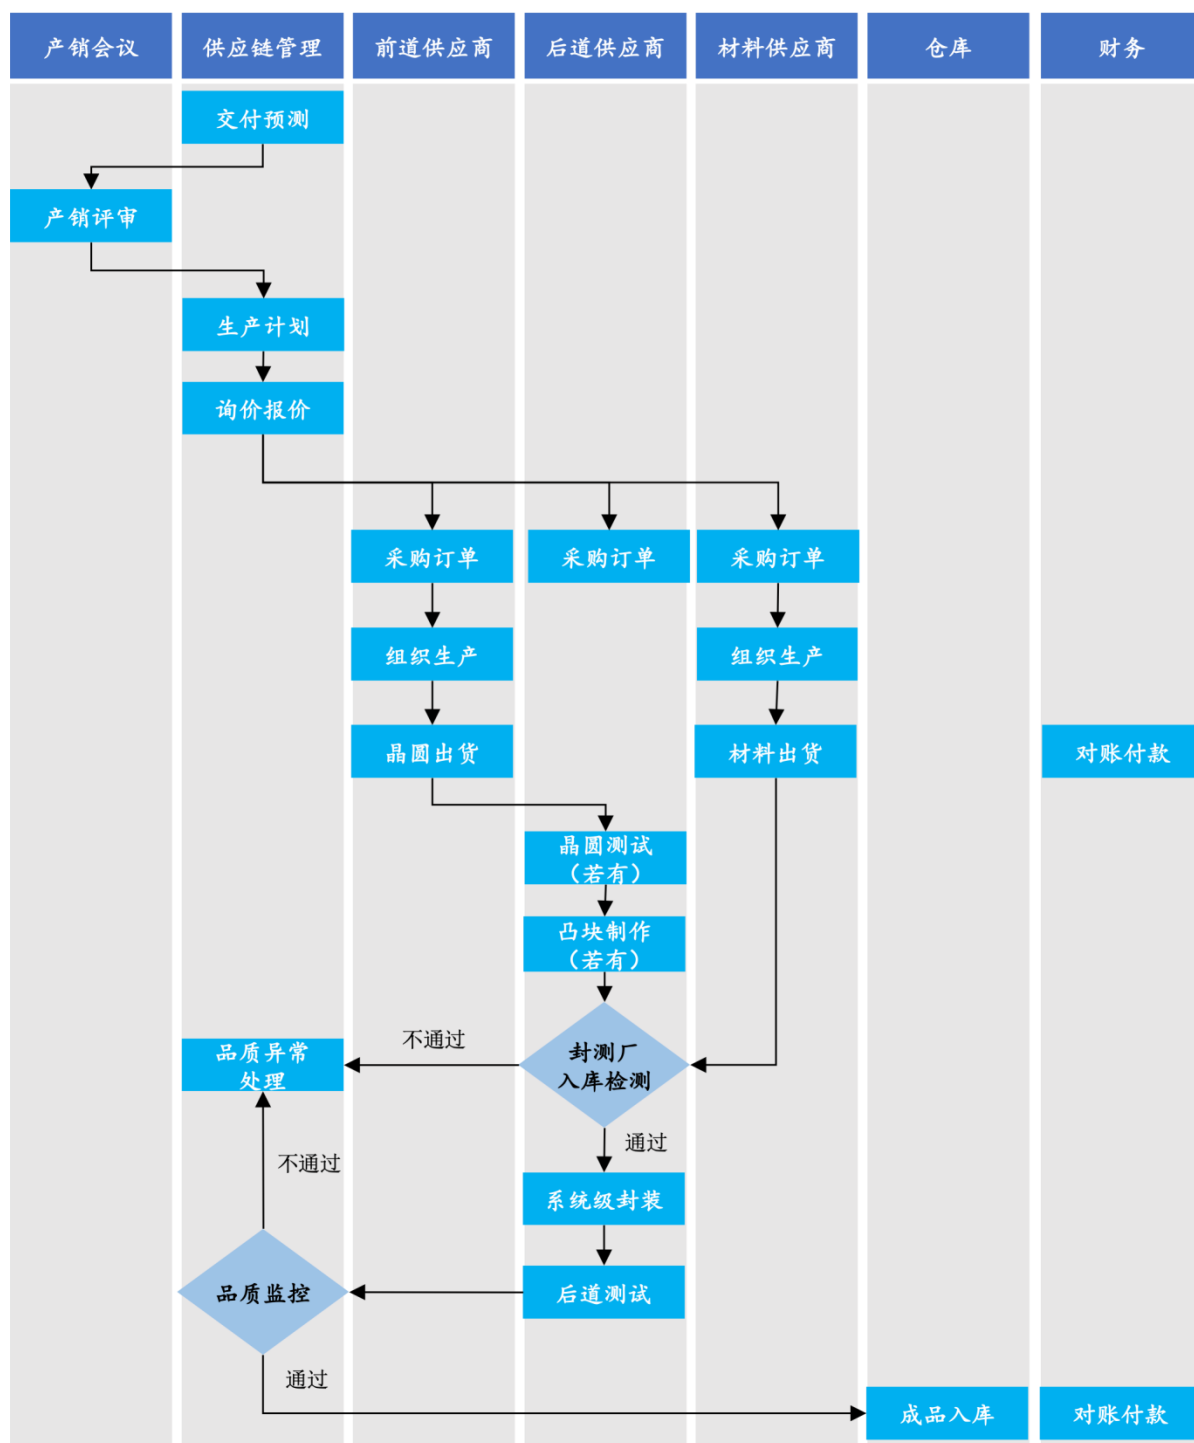 产销会议
供应链管理
前道供应商
后道供应商
材料供应商
仓库
财务
交付预测
产销评审
生产计划
询价报价
采购订单
采购订单
采购订单
组织生产
组织生产
晶圆出货
材料出货
对账付款
晶圆测试
（若有）
凸块制作
（若有）
不通过
品质异常
处理
封测厂
入库检测
通过
不通过
系统级封装
品质监控
后道测试
通过
成品入库
对账付款